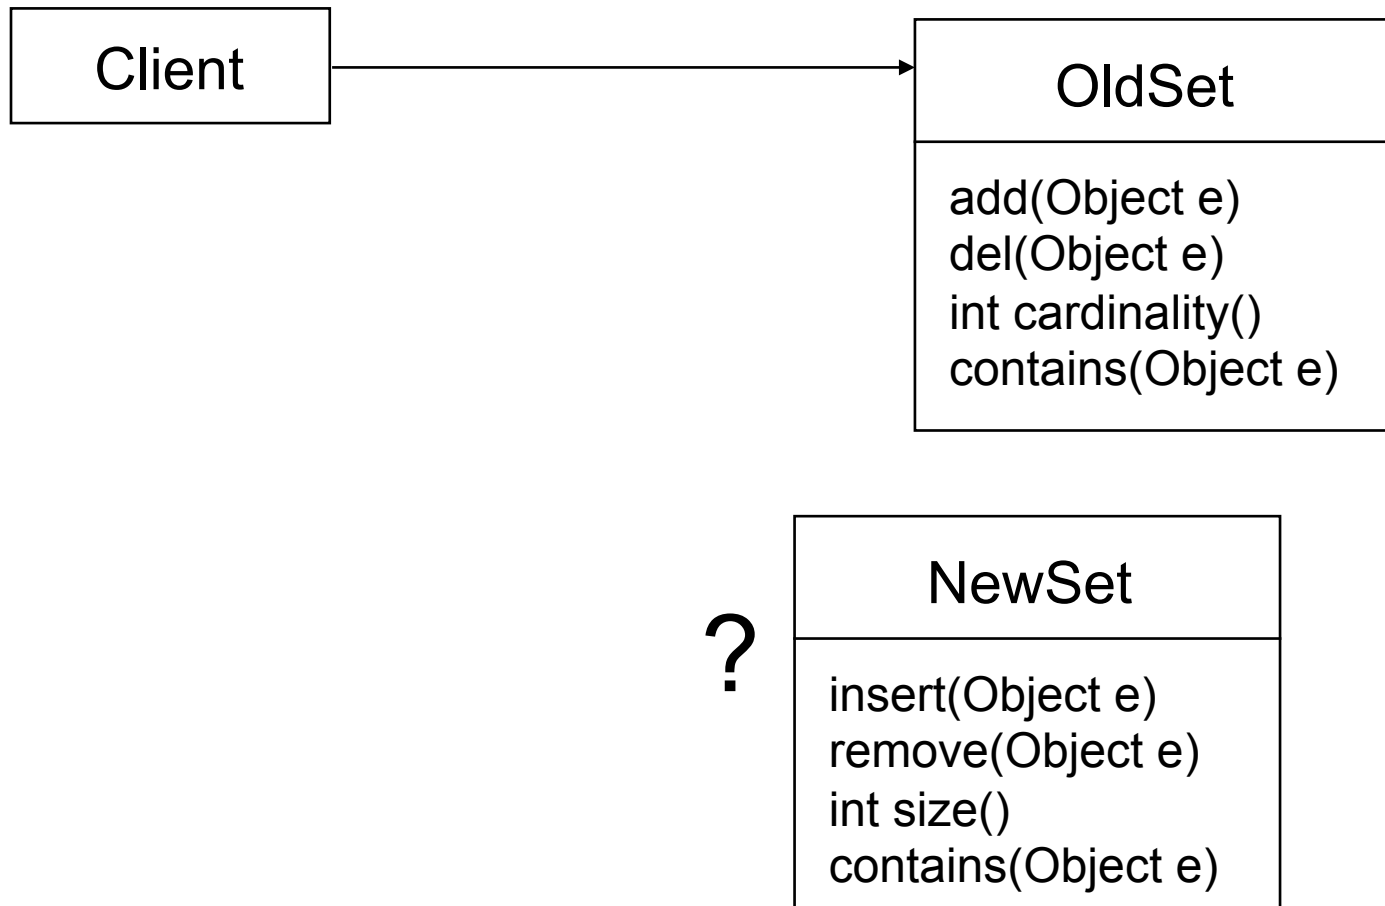 Client
OldSet
add(Object e)
del(Object e)
int cardinality()
contains(Object e)
?
NewSet
insert(Object e)
remove(Object e)
int size()
contains(Object e)